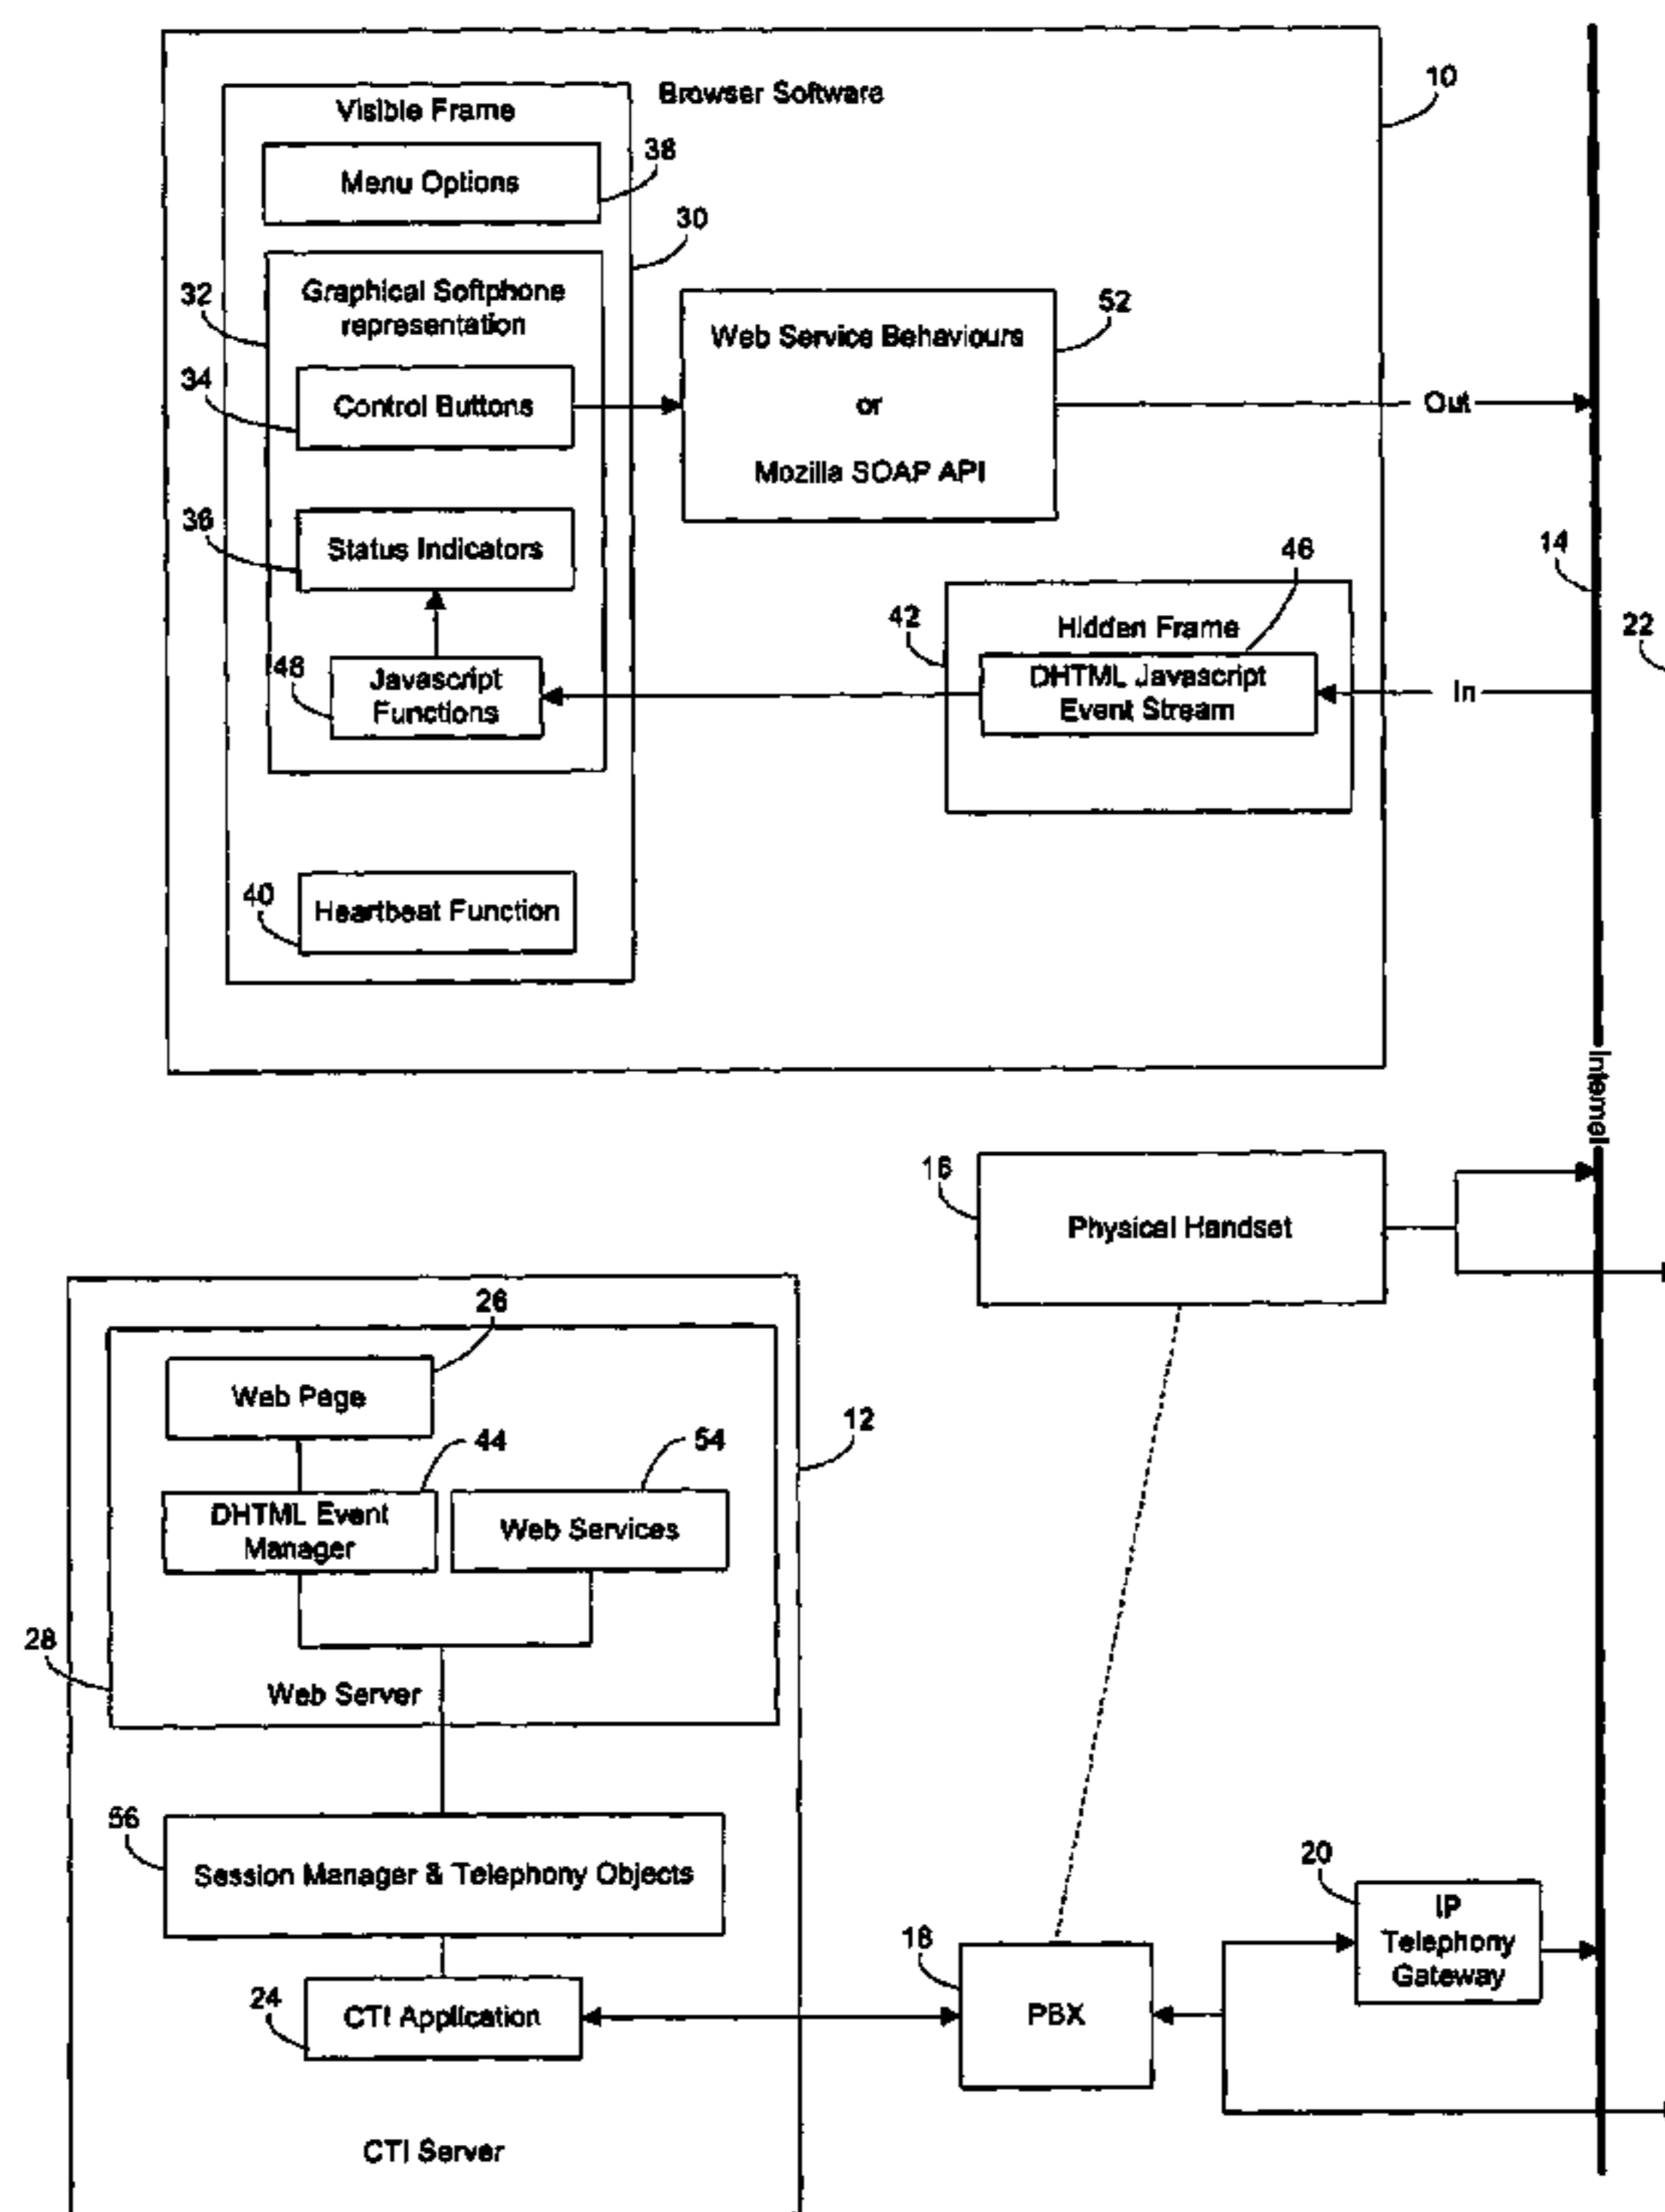 Browser Software
10
Visible Frame
Menu Options
38
30
32
Graphical Softphone
representation
34
Control Buttons
Web Service Behaviours
or
Mozilla SOAP API
52
Out
36
Status Indicators
48
Javascript
Functions
42
Hidden Frame
46
DHTML Javascript
Event Stream
In
14
22
40
Heartbeat Function
Internet
16
Physical Handset
26
Web Page
12
44
54
DHTML Event
Manager
Web Services
28
Web Server
56
Session Manager & Telephony Objects
20
IP
Telephony
Gateway
18
PBX
24
CTI Application
CTI Server